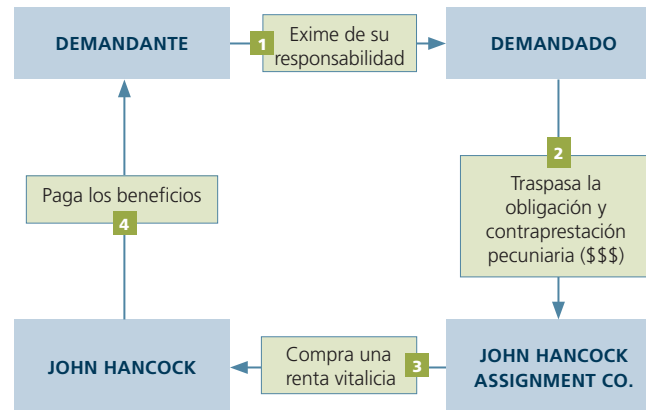 DEMANDANTE
1
Exime de su
responsabilidad
DEMANDADO
2
Traspasa la
obligación y
contraprestación
pecuniaria ($$$)
JOHN HANCOCK
ASSIGNMENT CO.
3
Compra una
renta vitalicia
JOHN HANCOCK
4
Paga los beneficios